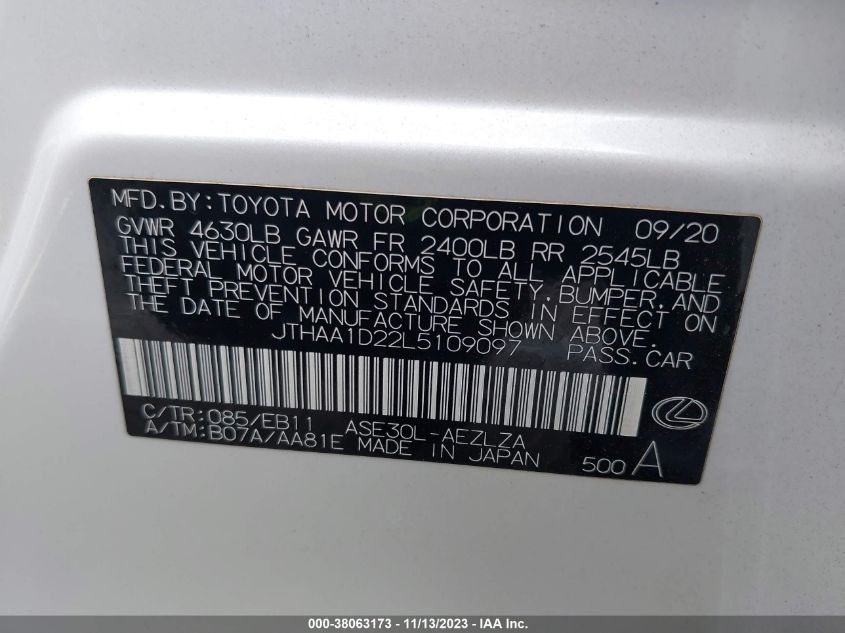 MFD.BY:TOYOTA MOTOR CORPORATION 09/20
GVWR 4630LB GAWR FR 2400LB RR 2545LB
THIS VEHICLE CONFORMS TO ALL APPLICABLE
FEDERAL MOTOR VEHICLE SAFETY,BUMPER,AND
THEFT PREVENTION STANDARDS IN EFFECT ON
THE DATE OF MANUFACTURE SHOWN ABOVE.
JTHAA1D22L5109097 PASS.CAR
C/TR:085/EB11 ASE30L-AEZLZA
A/TM:B07A/AA81E MADE IN JAPAN 500 A
000-38063173 - 11/13/2023 - © IAA Inc.